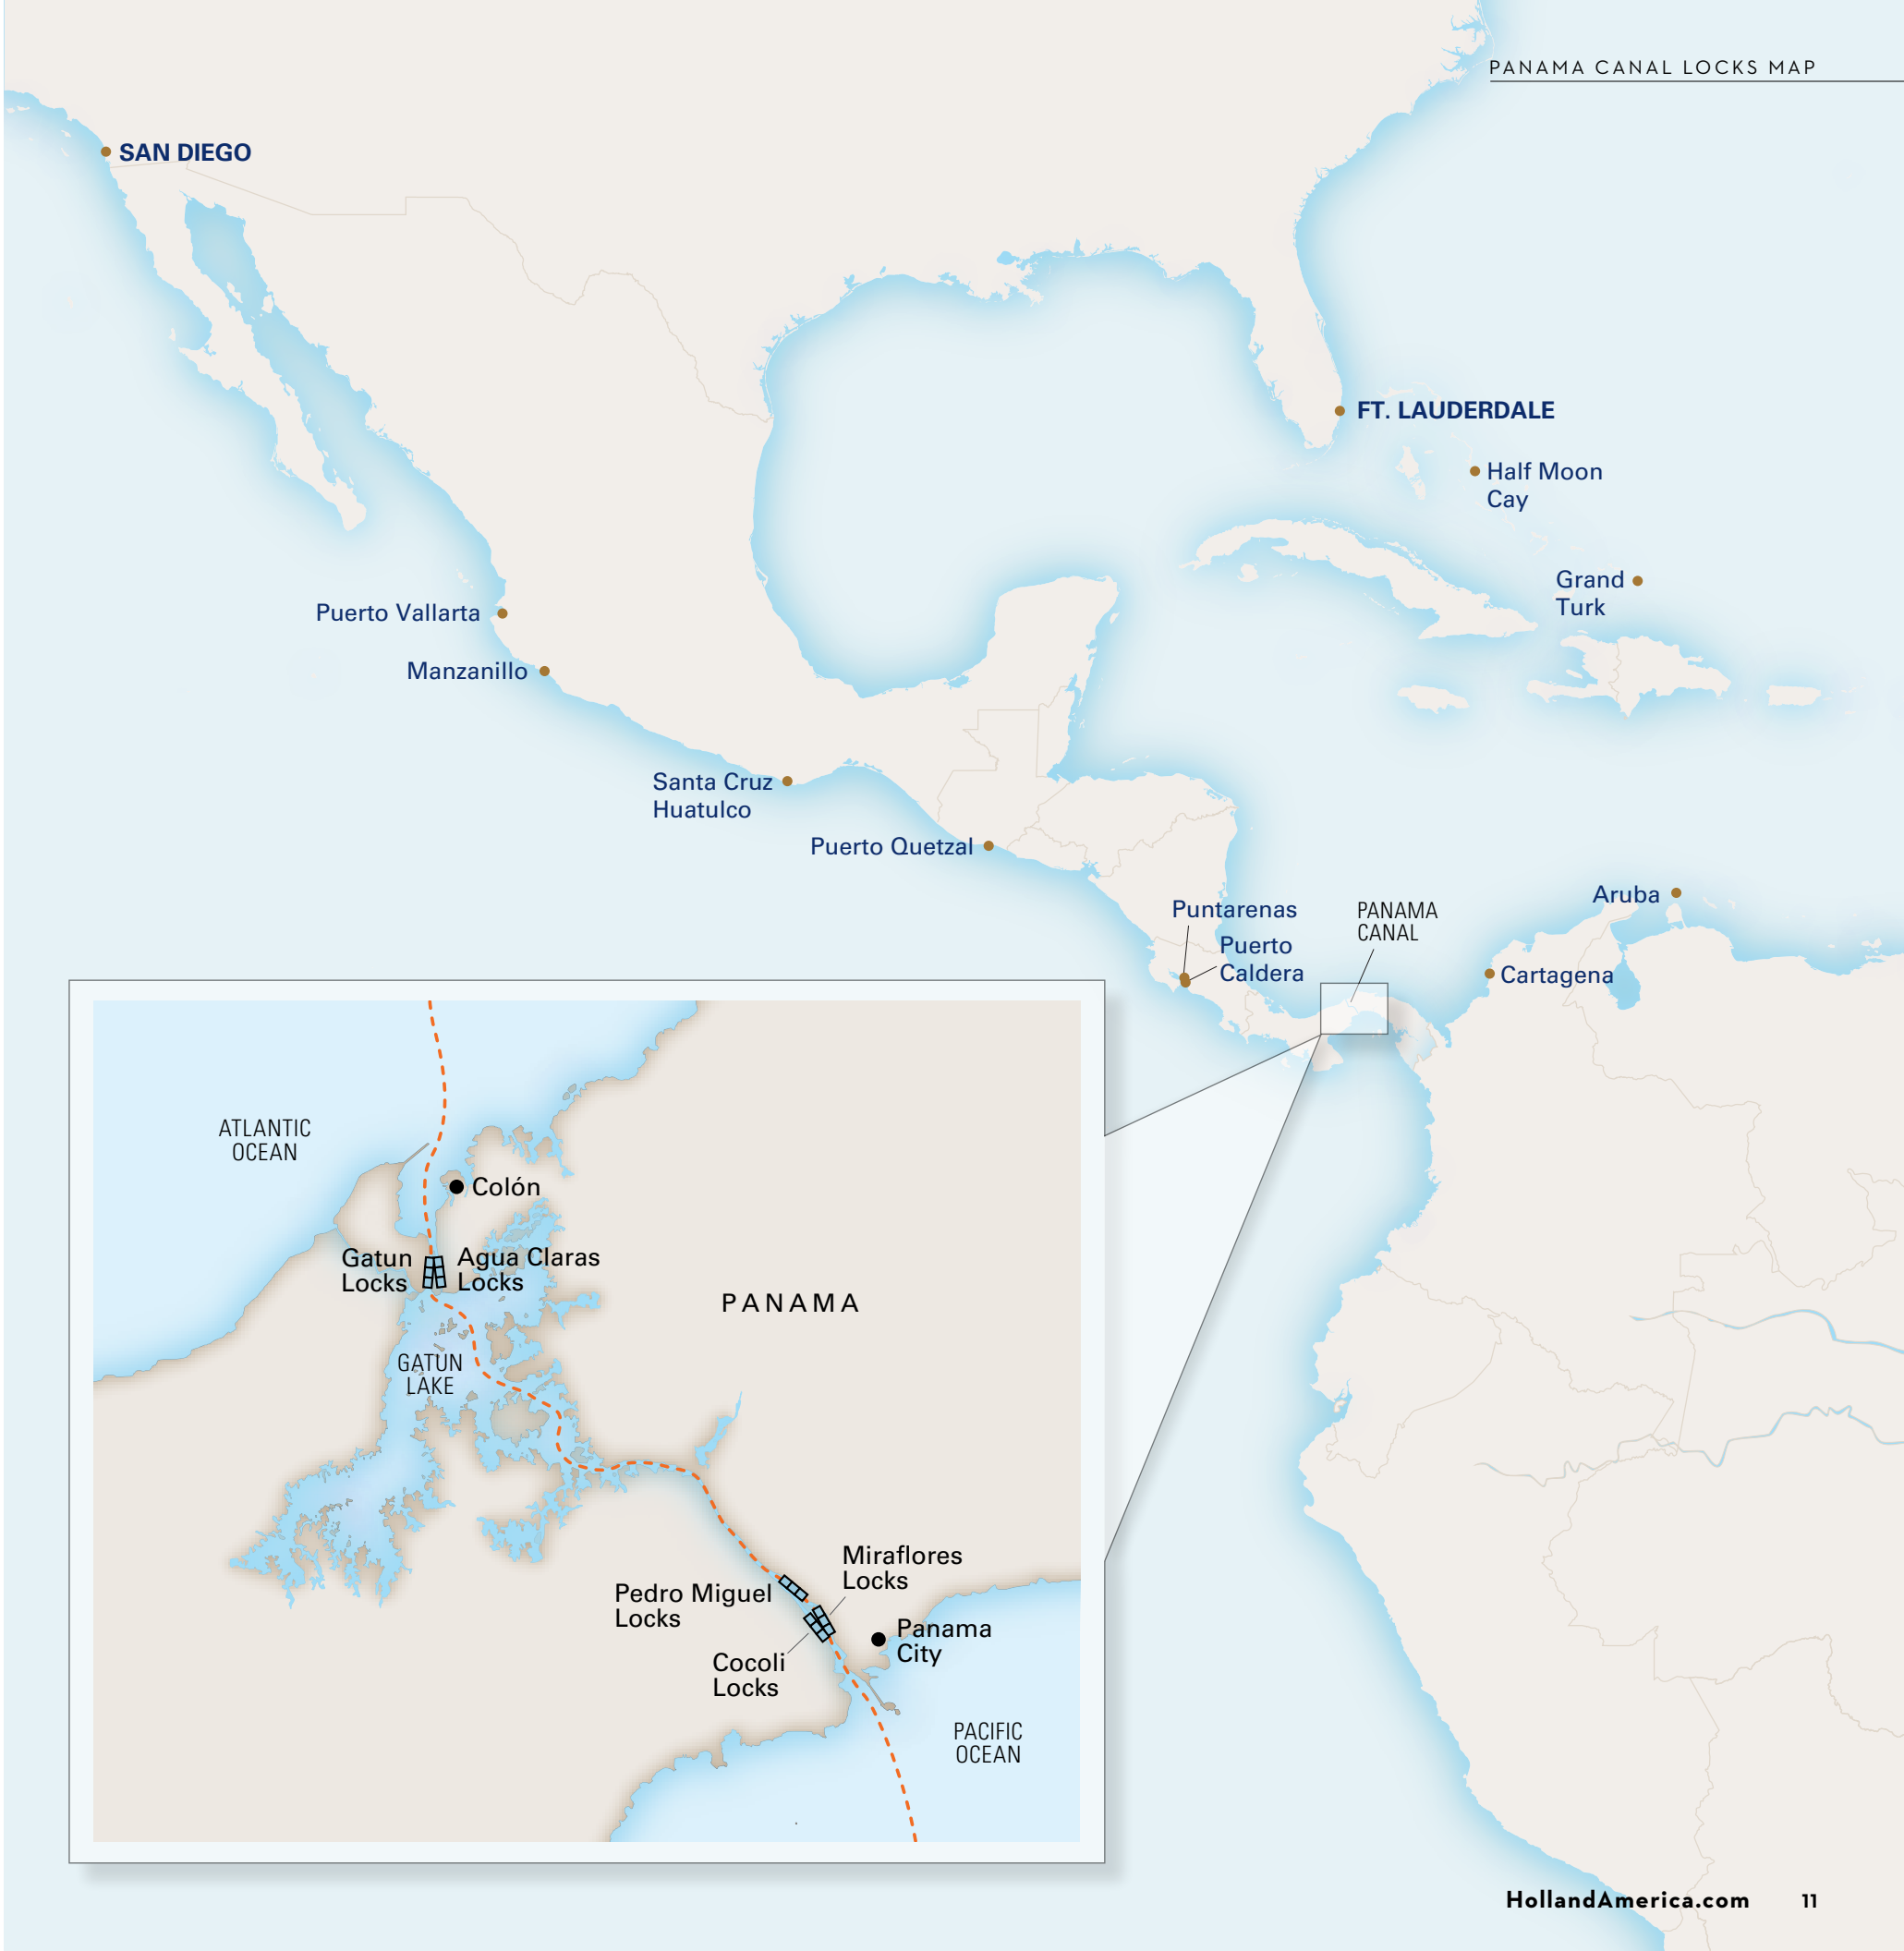 PANAMA CANAL LOCKS MAP
SAN DIEGO
FT. LAUDERDALE
Half Moon
Cay
Grand
Turk
Puerto Vallarta
Manzanillo
Santa Cruz
Huatulco
Puerto Quetzal
Aruba
Puntarenas
PANAMA
CANAL
Puerto
Caldera
Cartagena
ATLANTIC
OCEAN
Colón
Gatun
Locks
Agua Claras
Locks
PANAMA
GATUN
LAKE
Miraflores
Locks
Pedro Miguel
Locks
Panama
City
Cocoli
Locks
PACIFIC
OCEAN
HollandAmerica.com 11